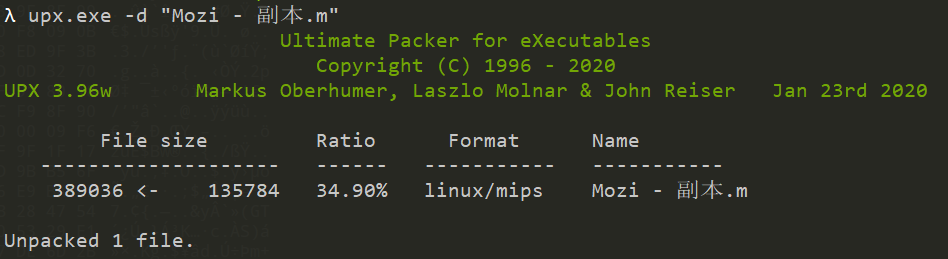 λ upx.exe -d "Mozi - 副本.m"
Ultimate Packer for eXecutables
Copyright (C) 1996 - 2020
UPX 3.96w Markus Oberhumer, Laszlo Molnar & John Reiser Jan 23rd 2020
File size Ratio Format Name
-------------------- ------ ----------- -----------
389036 <- 135784 34.90% linux/mips Mozi - 副本.m
Unpacked 1 file.